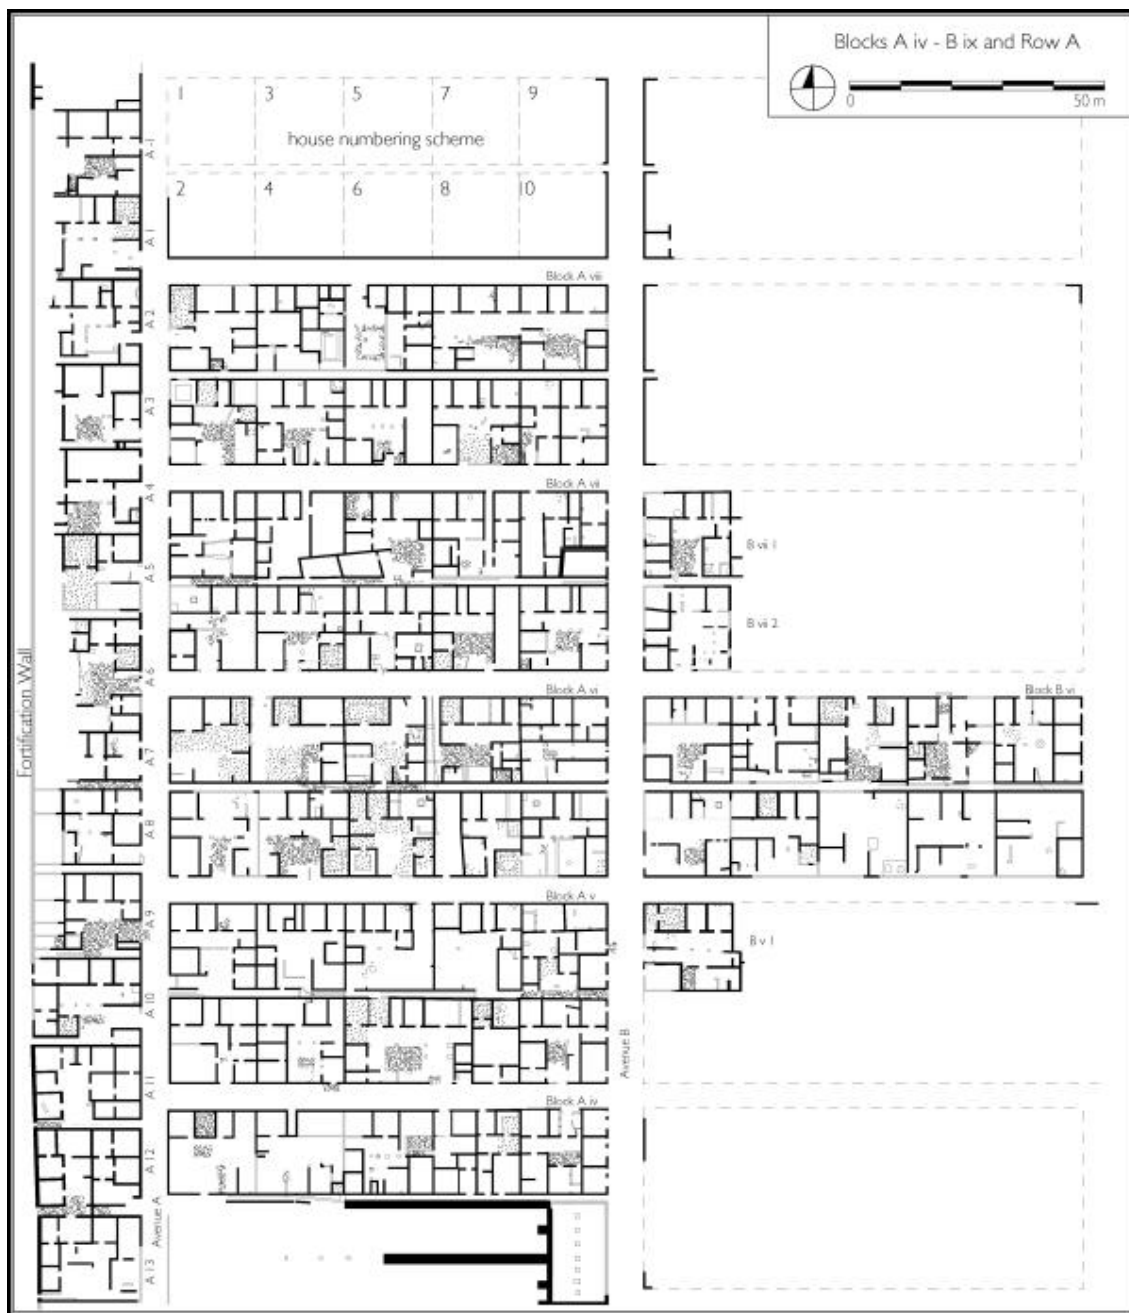 Blocks A iv - B ix and Row A
0
50 m
1 3 5 7 9
house numbering scheme
2 4 6 8 10
A -1
A 1
Block A viii
A 2
A 3
Block A vii
A 4
B vii 1
A 5
B vii 2
A 6
Fortification Wall
Block A vi
Block B vi
A 7
A 8
Block A v
A 9
B v 1
A 10
Avenue B
A 11
Block A iv
A 12
Avenue A
A 13